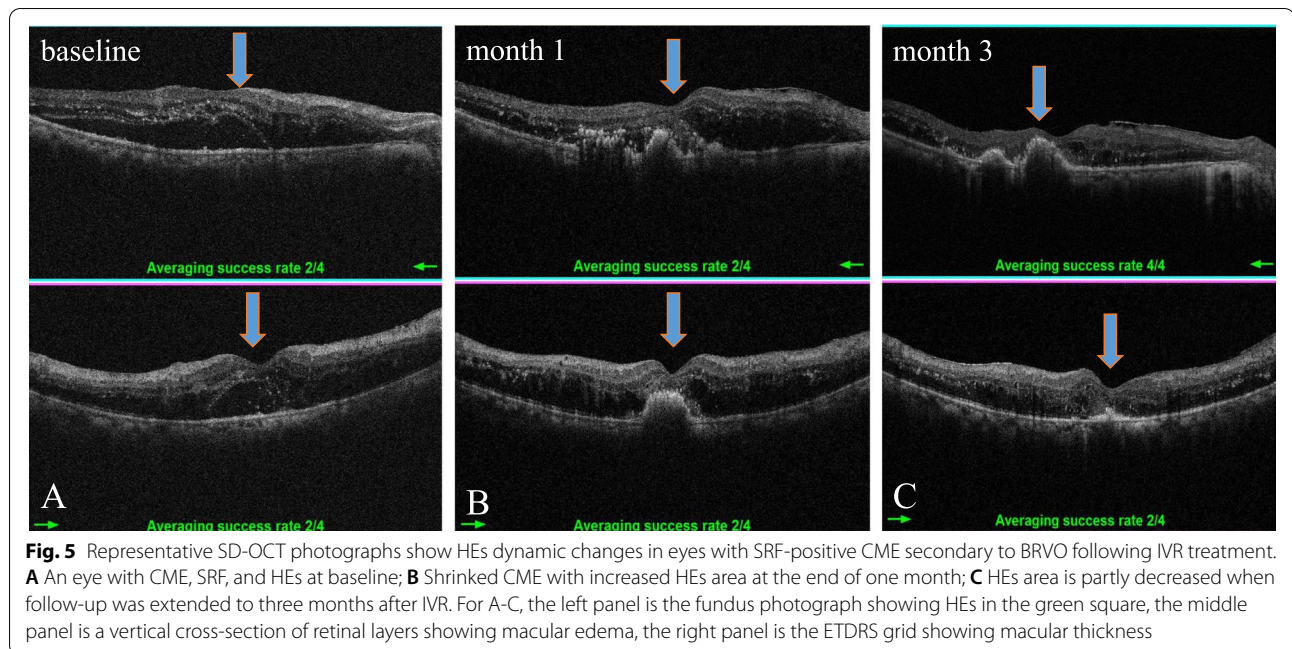 baseline
month 1
month 3
Averaging success rate 2/4
Averaging success rate 2/4
Averaging success rate 4/4
A
B
C
Averaging success rate 2/4
Averaging success rate 2/4
Averaging success rate 2/4
Fig. 5 Representative SD-OCT photographs show HEs dynamic changes in eyes with SRF-positive CME secondary to BRVO following IVR treatment.
A An eye with CME, SRF, and HEs at baseline; B Shrinked CME with increased HEs area at the end of one month; C HEs area is partly decreased when
follow-up was extended to three months after IVR. For A-C, the left panel is the fundus photograph showing HEs in the green square, the middle
panel is a vertical cross-section of retinal layers showing macular edema, the right panel is the ETDRS grid showing macular thickness